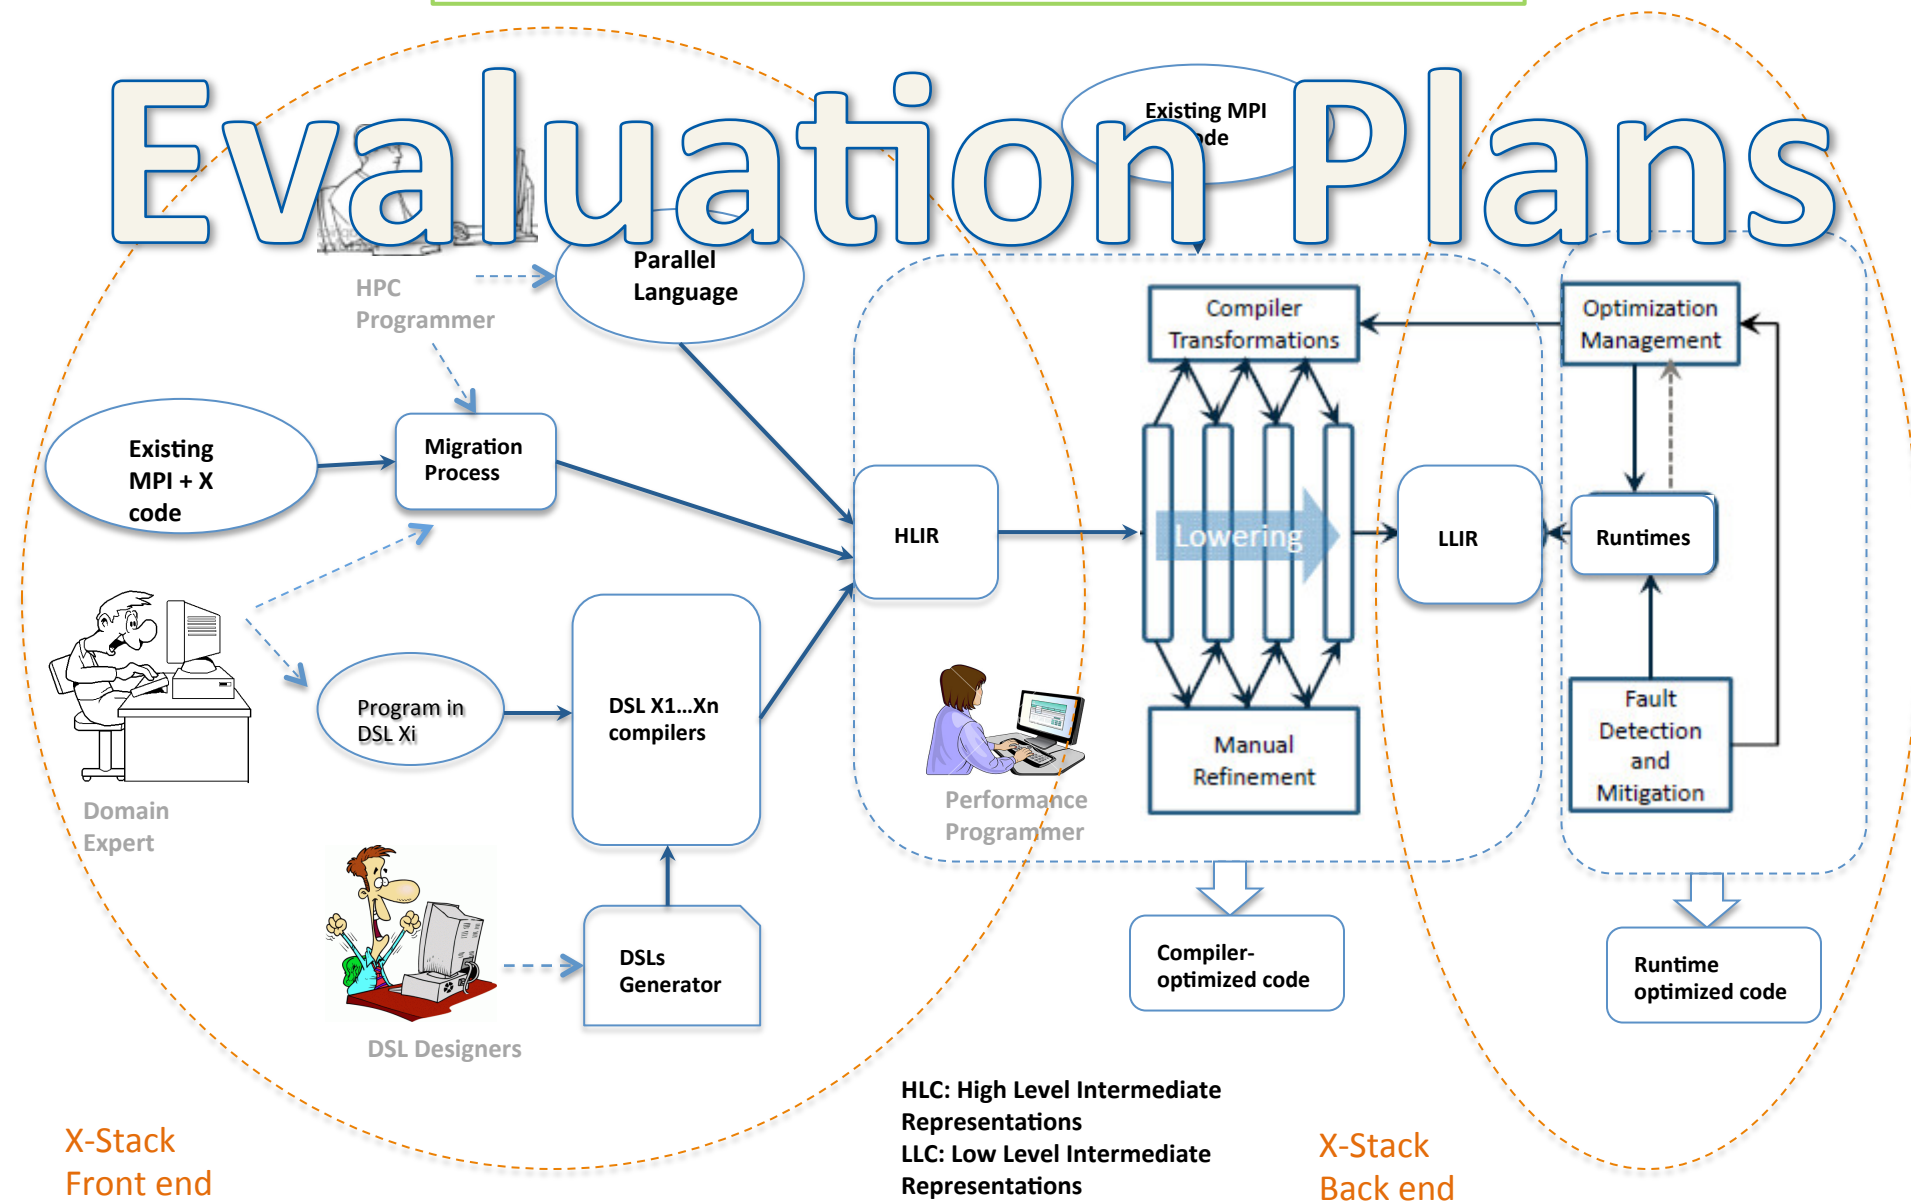 Evaluation Plans
Existing MPI
Parallel
Language
HPC
Programmer
Compiler
Transformations
Optimization
Management
Existing
MPI + X
code
Migration
Process
HLIR
Lowering
LLIR
Runtimes
Program in
DSL Xi
DSL X1...Xn
compilers
Domain
Expert
Performance
Programmer
Manual
Refinement
Fault
Detection
and
Mitigation
DSLs
Generator
DSL Designers
Compiler-
optimized code
Runtime
optimized code
HLC: High Level Intermediate
Representations
LLC: Low Level Intermediate
Representations
X-Stack
Front end
X-Stack
Back end